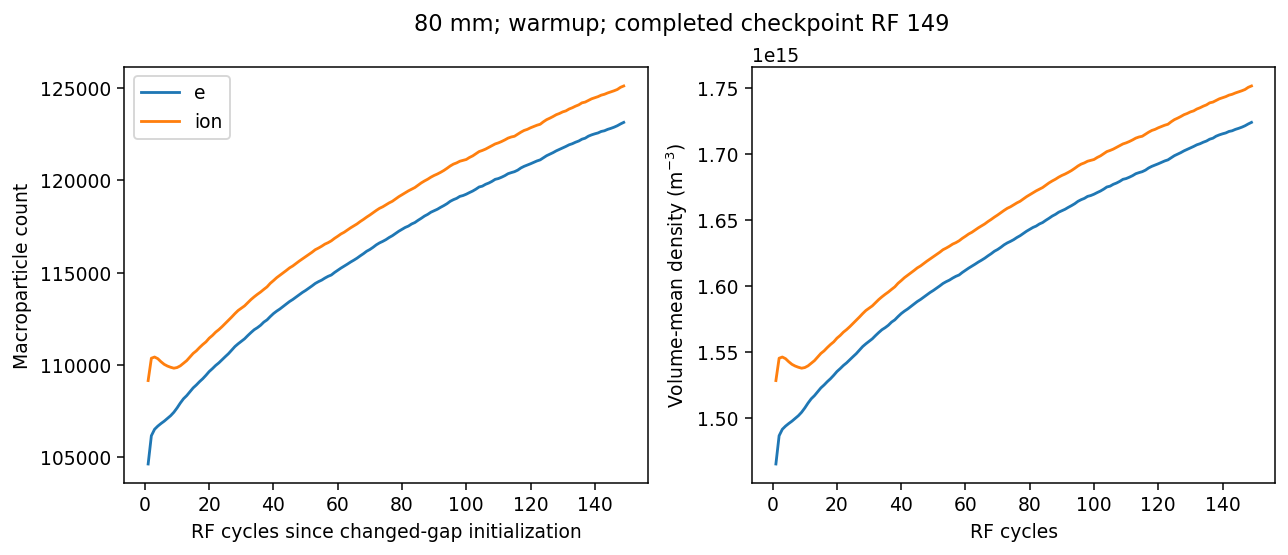 80 mm; warmup; completed checkpoint RF 149
e
ion
Macroparticle count
125000
120000
115000
110000
105000
0 20 40 60 80 100 120 140
RF cycles since changed-gap initialization
1e15
Volume-mean density (m⁻³)
1.75
1.70
1.65
1.60
1.55
1.50
0 20 40 60 80 100 120 140
RF cycles